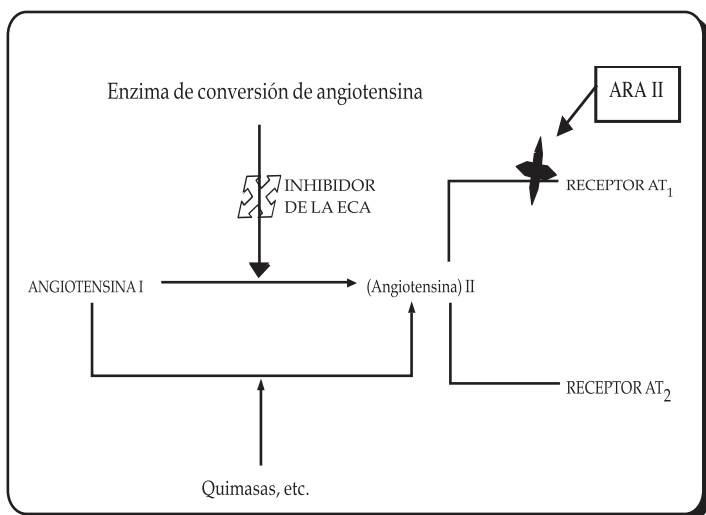 Enzima de conversión de angiotensina
ARA II
INHIBIDOR
DE LA ECA
RECEPTOR AT1
ANGIOTENSINA I
(Angiotensina) II
RECEPTOR AT2
Quimasas, etc.